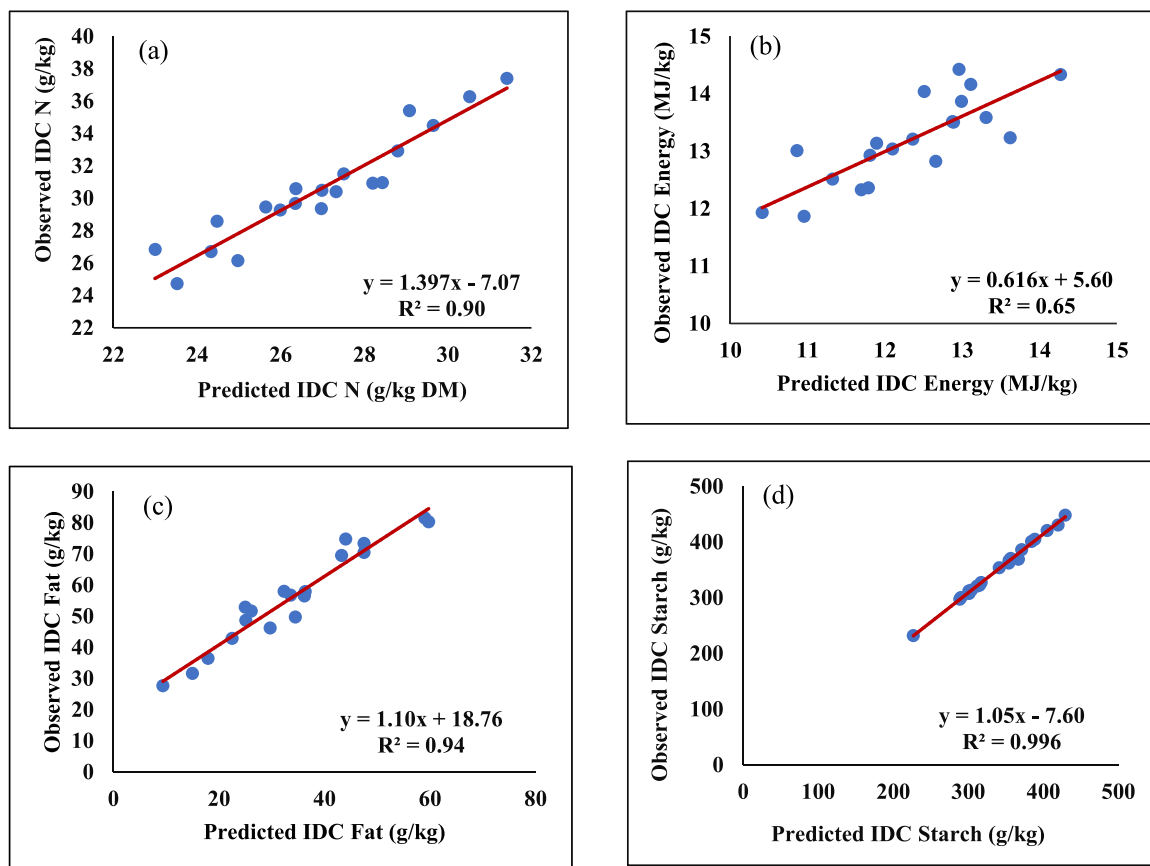 (a)
Observed IDC N (g/kg)
38
36
34
32
30
28
26
24
22
22 24 26 28 30 32
y = 1.397x - 7.07
R² = 0.90
Predicted IDC N (g/kg DM)
(b)
Observed IDC Energy (MJ/kg)
15
14
13
12
11
10
10 11 12 13 14 15
y = 0.616x + 5.60
R² = 0.65
Predicted IDC Energy (MJ/kg)
(c)
Observed IDC Fat (g/kg)
90
80
70
60
50
40
30
20
10
0
0 20 40 60 80
y = 1.10x + 18.76
R² = 0.94
Predicted IDC Fat (g/kg)
(d)
Observed IDC Starch (g/kg)
500
400
300
200
100
0
0 100 200 300 400 500
y = 1.05x - 7.60
R² = 0.996
Predicted IDC Starch (g/kg)